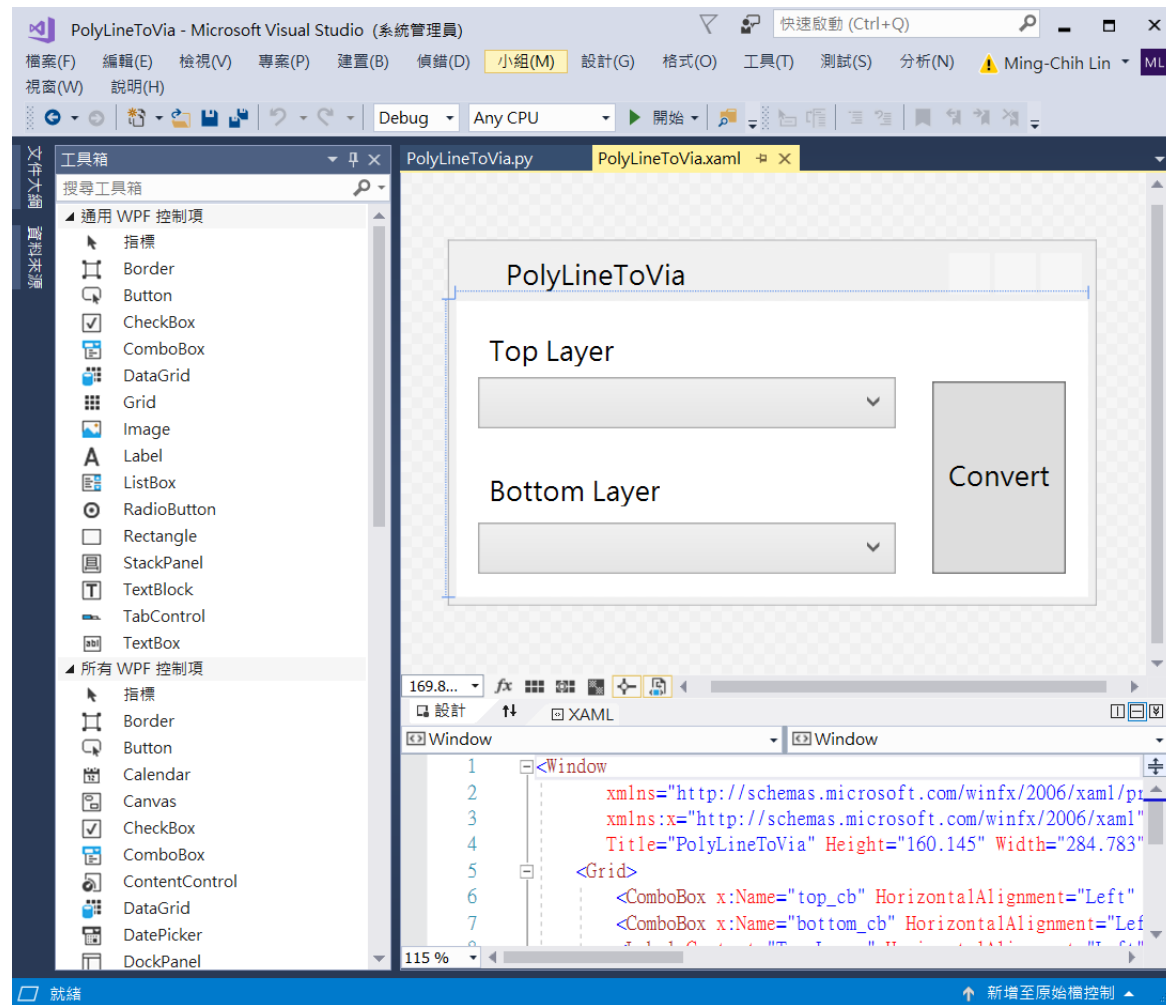 PolyLineToVia - Microsoft Visual Studio (系統管理員)
快速啟動 (Ctrl+Q)
檔案(F) 編輯(E) 檢視(V) 專案(P) 建置(B) 偵錯(D) 小組(M) 設計(G) 格式(O) 工具(T) 測試(S) 分析(N) Ming-Chih Lin ML
視窗(W) 說明(H)
Debug Any CPU 開始
文件大綱
資料來源
工具箱
搜尋工具箱
通用 WPF 控制項
指標
Border
Button
CheckBox
ComboBox
DataGrid
Grid
Image
Label
ListBox
RadioButton
Rectangle
StackPanel
TextBlock
TabControl
TextBox
所有 WPF 控制項
指標
Border
Button
Calendar
Canvas
CheckBox
ComboBox
ContentControl
DataGrid
DatePicker
DockPanel
PolyLineToVia.py PolyLineToVia.xaml
PolyLineToVia
Top Layer
Bottom Layer
Convert
169.8... fx
設計 XAML
Window Window
1 <Window
2 xmlns="http://schemas.microsoft.com/winfx/2006/xaml/pr
3 xmlns:x="http://schemas.microsoft.com/winfx/2006/xaml"
4 Title="PolyLineToVia" Height="160.145" Width="284.783"
5 <Grid>
6 <ComboBox x:Name="top_cb" HorizontalAlignment="Left"
7 <ComboBox x:Name="bottom_cb" HorizontalAlignment="Lef
115 %
就緒 新增至原始檔控制